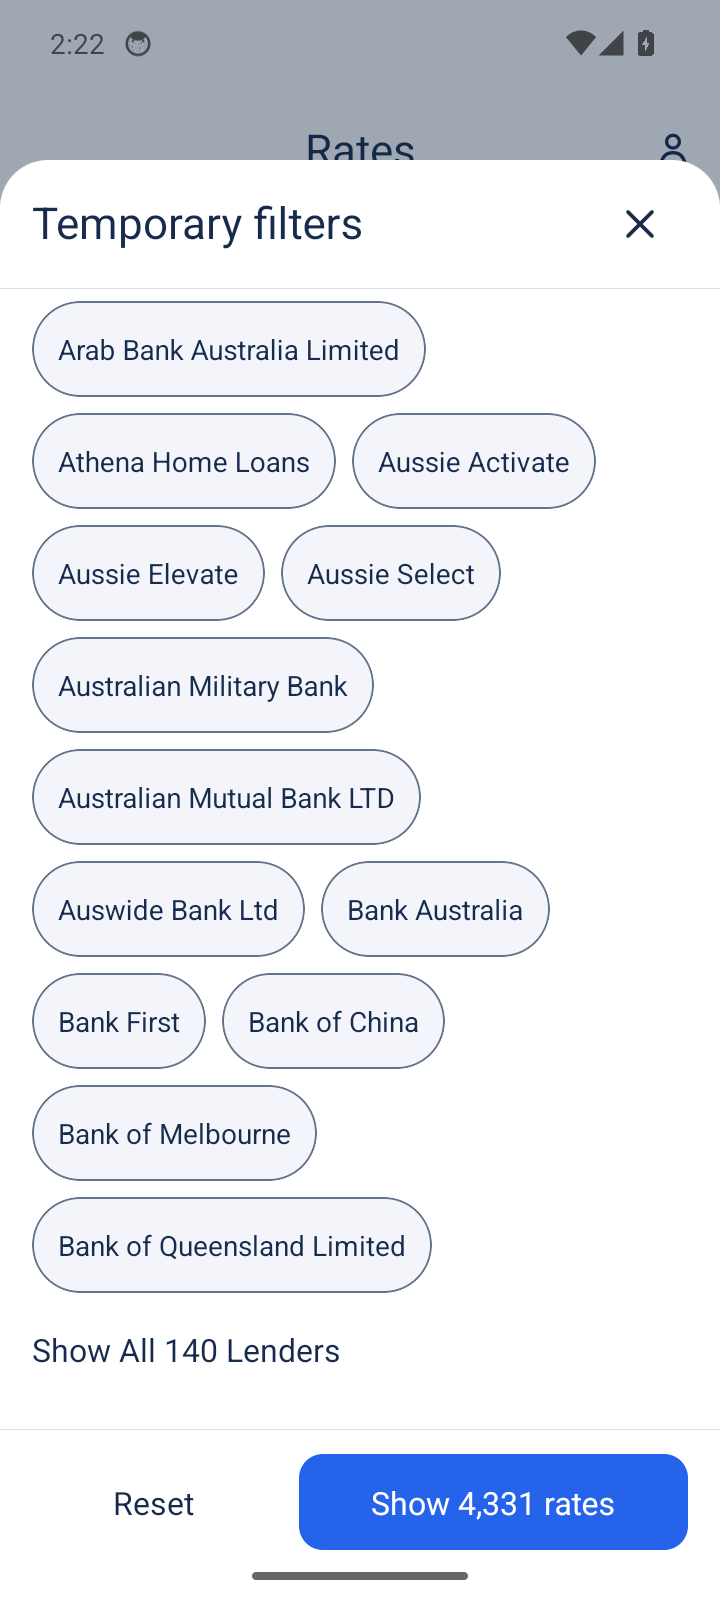 2:22
Rates
Temporary filters
Arab Bank Australia Limited
Athena Home Loans Aussie Activate
Aussie Elevate Aussie Select
Australian Military Bank
Australian Mutual Bank LTD
Auswide Bank Ltd Bank Australia
Bank First Bank of China
Bank of Melbourne
Bank of Queensland Limited
Show All 140 Lenders
Reset Show 4,331 rates